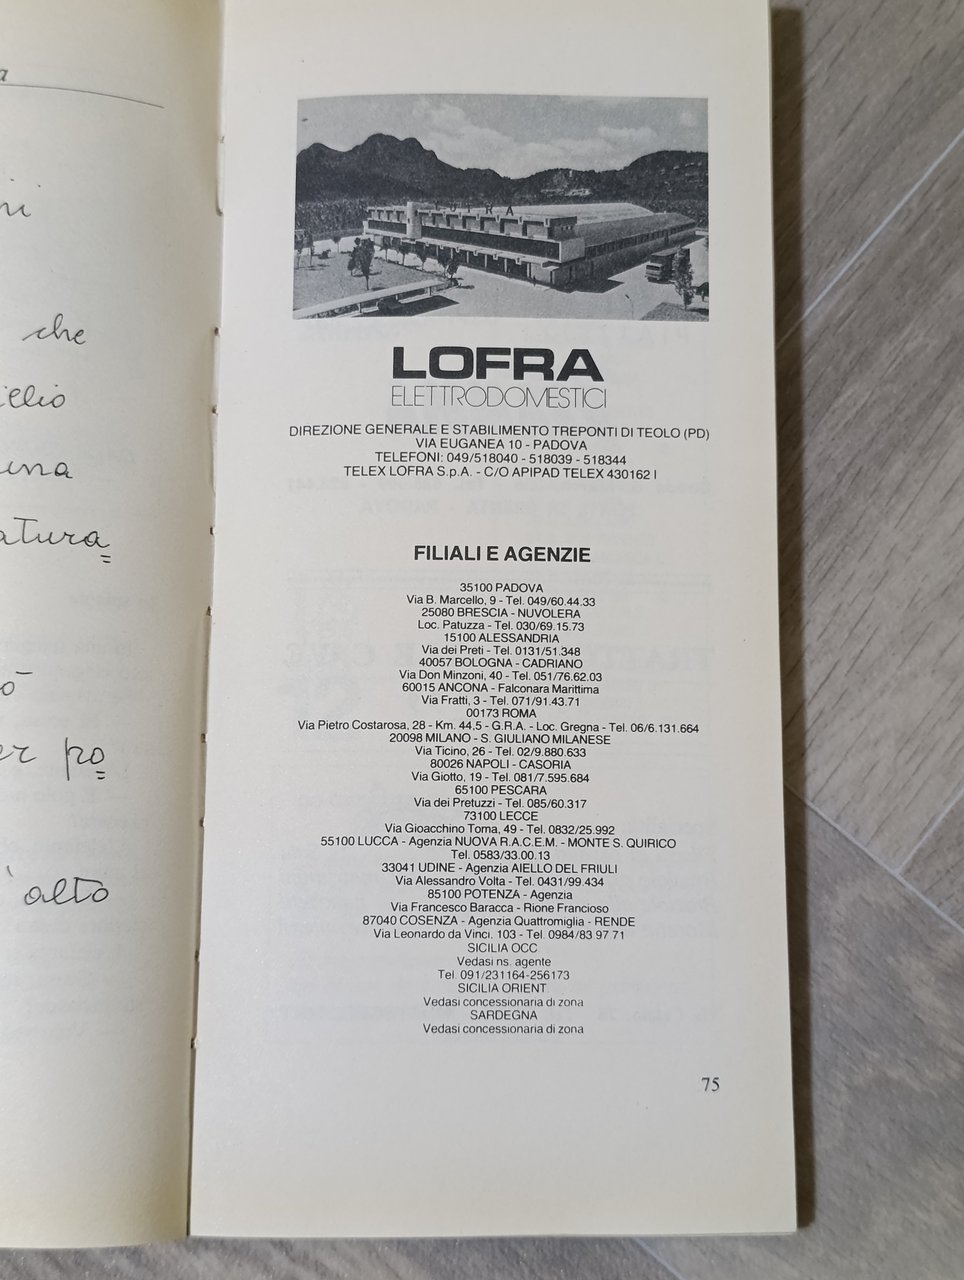 a
ni
che
una
atura
o
er po
alto
LOFRA
LOFRA
ELETTRODOMESTICI
DIREZIONE GENERALE E STABILIMENTO TREPONTI DI TEOLO (PD)
VIA EUGANEA 10 - PADOVA
TELEFONI: 049/518040 - 518039 - 518344
TELEX LOFRA S.p.A. - C/O APIPAD TELEX 430162 I
FILIALI E AGENZIE
35100 PADOVA
Via B. Marcello, 9 - Tel. 049/60.44.33
25080 BRESCIA - NUVOLERA
Loc. Patuzza - Tel. 030/69.15.73
15100 ALESSANDRIA
Via dei Preti - Tel. 0131/51.348
40057 BOLOGNA - CADRIANO
Via Don Minzoni, 40 - Tel. 051/76.62.03
60015 ANCONA - Falconara Marittima
Via Fratti, 3 - Tel. 071/91.43.71
00173 ROMA
Via Pietro Costarosa, 28 - Km. 44,5 - G.R.A. - Loc. Gregna - Tel. 06/6.131.664
20098 MILANO - S. GIULIANO MILANESE
Via Ticino, 26 - Tel. 02/9.880.633
80026 NAPOLI - CASORIA
Via Giotto, 19 - Tel. 081/7.595.684
65100 PESCARA
Via dei Pretuzzi - Tel. 085/60.317
73100 LECCE
Via Gioacchino Toma, 49 - Tel. 0832/25.992
55100 LUCCA - Agenzia NUOVA R.A.C.E.M. - MONTE S. QUIRICO
Tel. 0583/33.00.13
33041 UDINE - Agenzia AIELLO DEL FRIULI
Via Alessandro Volta - Tel. 0431/99.434
85100 POTENZA - Agenzia
Via Francesco Baracca - Rione Francioso
87040 COSENZA - Agenzia Quattromiglia - RENDE
Via Leonardo da Vinci, 103 - Tel. 0984/83 97 71
SICILIA OCC
Vedasi ns. agente
Tel. 091/231164-256173
SICILIA ORIENT.
Vedasi concessionaria di zona
SARDEGNA
Vedasi concessionaria di zona
75